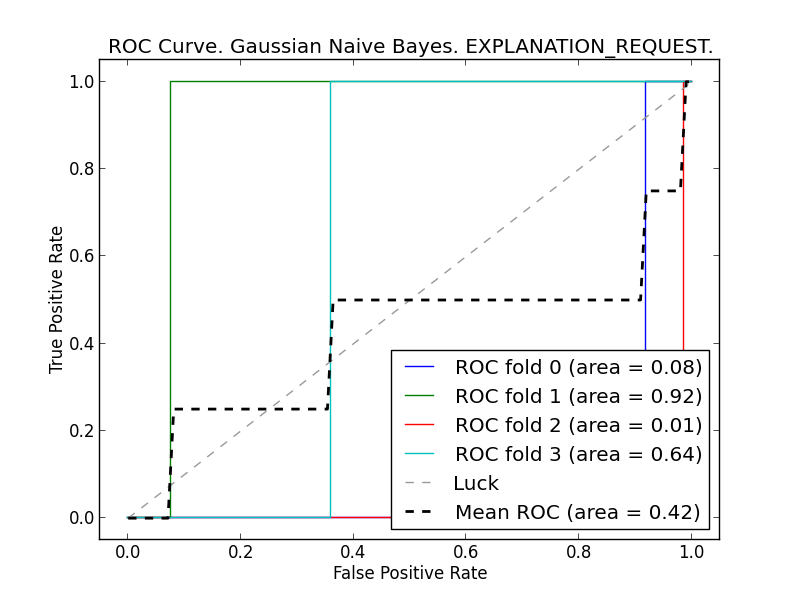 ROC Curve. Gaussian Naive Bayes. EXPLANATION_REQUEST.
1.0
0.8
0.6
0.4
0.2
0.0
True Positive Rate
ROC fold 0 (area = 0.08)
ROC fold 1 (area = 0.92)
ROC fold 2 (area = 0.01)
ROC fold 3 (area = 0.64)
Luck
Mean ROC (area = 0.42)
0.0 0.2 0.4 0.6 0.8 1.0
False Positive Rate